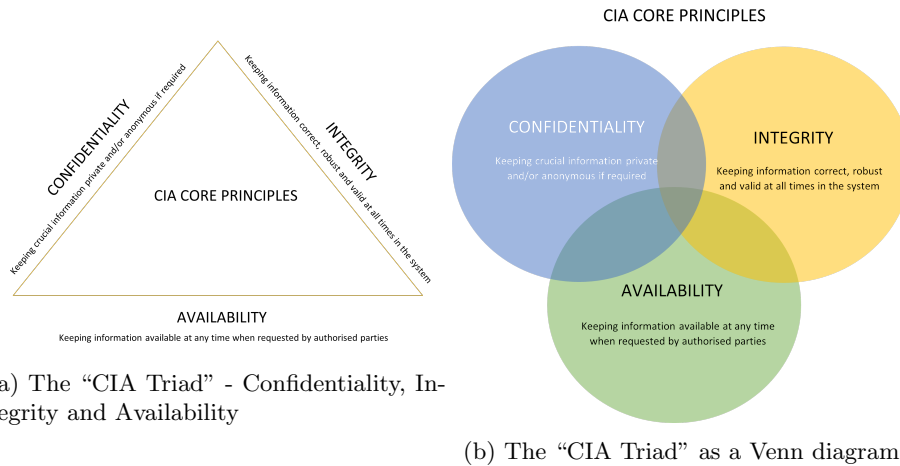 CONFIDENTIALITY
Keeping crucial information private and/or anonymous if required
INTEGRITY
Keeping information correct, robust and valid at all times in the system
CIA CORE PRINCIPLES
AVAILABILITY
Keeping information available at any time when requested by authorised parties
a) The “CIA Triad” - Confidentiality, In-
egrity and Availability
CIA CORE PRINCIPLES
CONFIDENTIALITY
Keeping crucial information private
and/or anonymous if required
INTEGRITY
Keeping information correct, robust
and valid at all times in the system
AVAILABILITY
Keeping information available at any time
when requested by authorised parties
(b) The “CIA Triad” as a Venn diagram